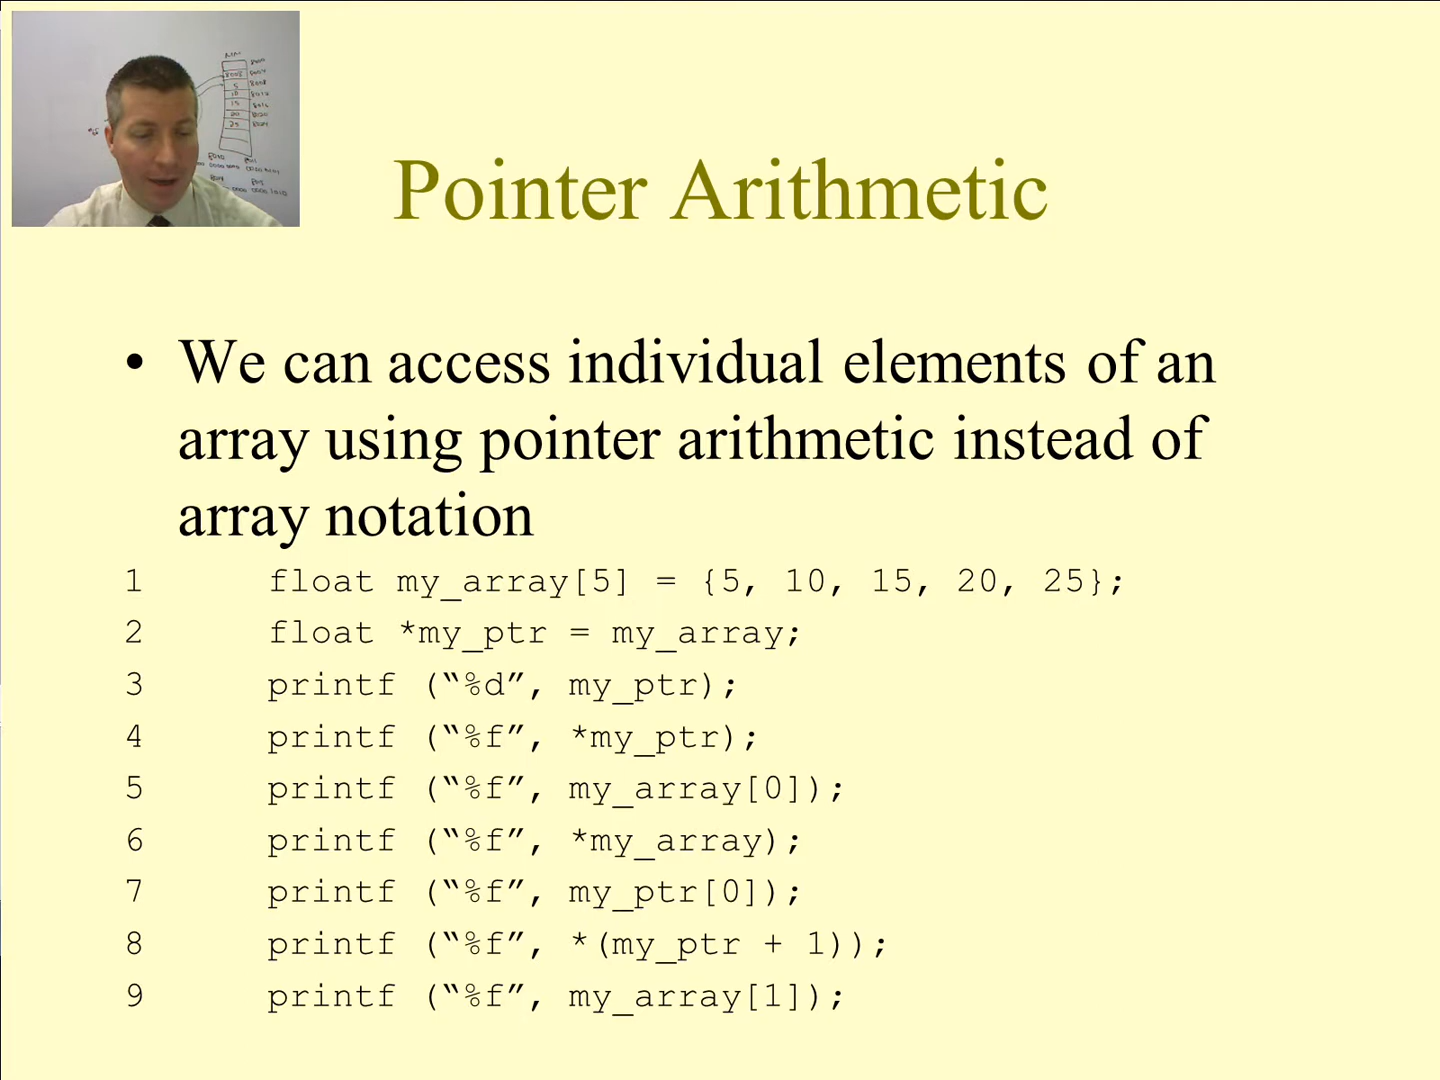 Pointer Arithmetic
• We can access individual elements of an
array using pointer arithmetic instead of
array notation
1 float my_array[5] = {5, 10, 15, 20, 25};
2 float *my_ptr = my_array;
3 printf (“%d”, my_ptr);
4 printf (“%f”, *my_ptr);
5 printf (“%f”, my_array[0]);
6 printf (“%f”, *my_array);
7 printf (“%f”, my_ptr[0]);
8 printf (“%f”, *(my_ptr + 1));
9 printf (“%f”, my_array[1]);